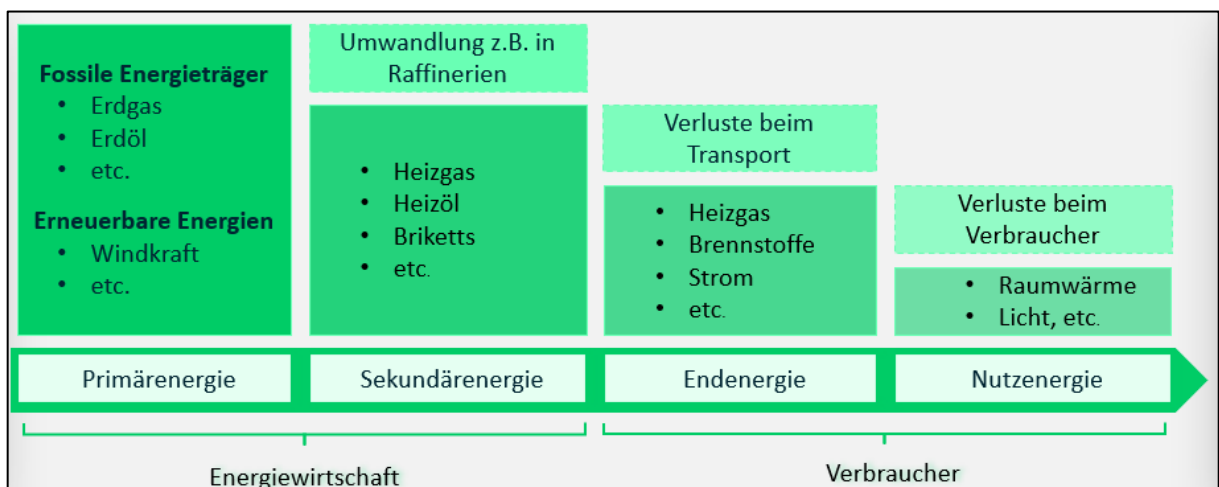 Fossile Energieträger
• Erdgas
• Erdöl
• etc.
Erneuerbare Energien
• Windkraft
• etc.
Umwandlung z.B. in
Raffinerien
• Heizgas
• Heizöl
• Briketts
• etc.
Verluste beim
Transport
• Heizgas
• Brennstoffe
• Strom
• etc.
Verluste beim
Verbraucher
• Raumwärme
• Licht, etc.
Primärenergie
Sekundärenergie
Endenergie
Nutzenergie
Energiewirtschaft
Verbraucher